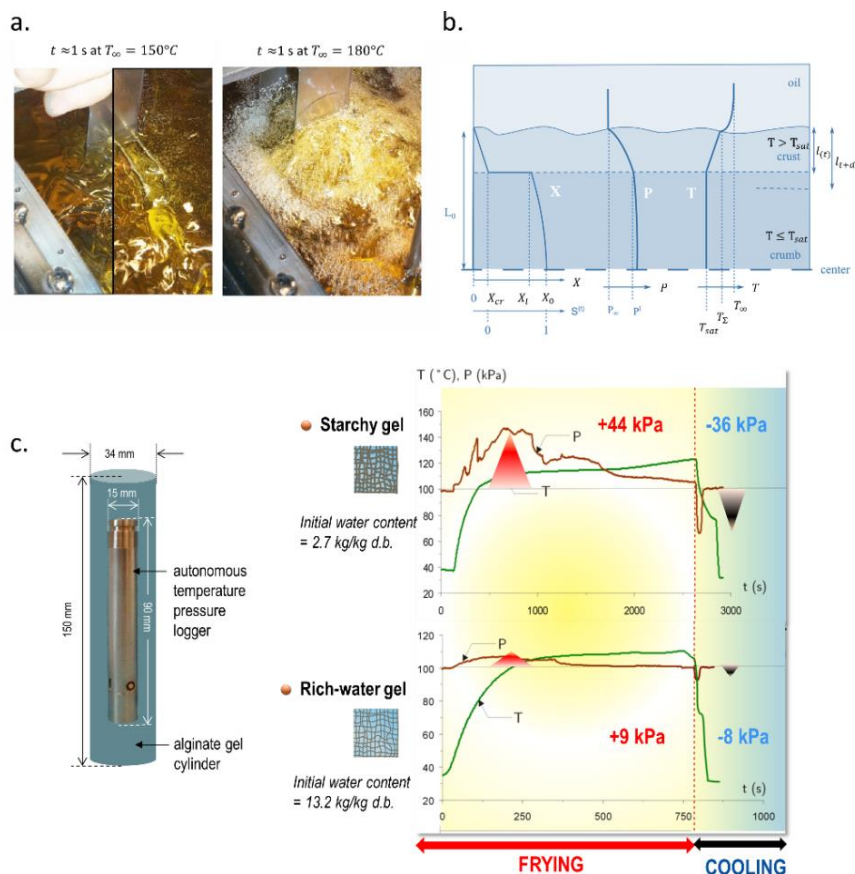 a.
t ≈1 s at T∞ = 150°C
t ≈1 s at T∞ = 180°C
b.
oil
T > Tsat
crust
l(t)
lt+d
X
P
T
L0
T ≤ Tsat
crumb
center
0
Xcr
Xt
X0
X
P∞
Pl
P
Tsat
TΣ
T∞
T
0
1
c.
34 mm
15 mm
90 mm
150 mm
autonomous
temperature
pressure
logger
alginate gel
cylinder
Starchy gel
Initial water content
= 2.7 kg/kg d.b.
T (°C), P (kPa)
160
140
120
100
80
60
40
20
+44 kPa
-36 kPa
P
T
t (s)
0
1000
2000
3000
Rich-water gel
Initial water content
= 13.2 kg/kg d.b.
120
100
80
60
40
20
P
T
+9 kPa
-8 kPa
t (s)
0
250
500
750
1000
FRYING
COOLING